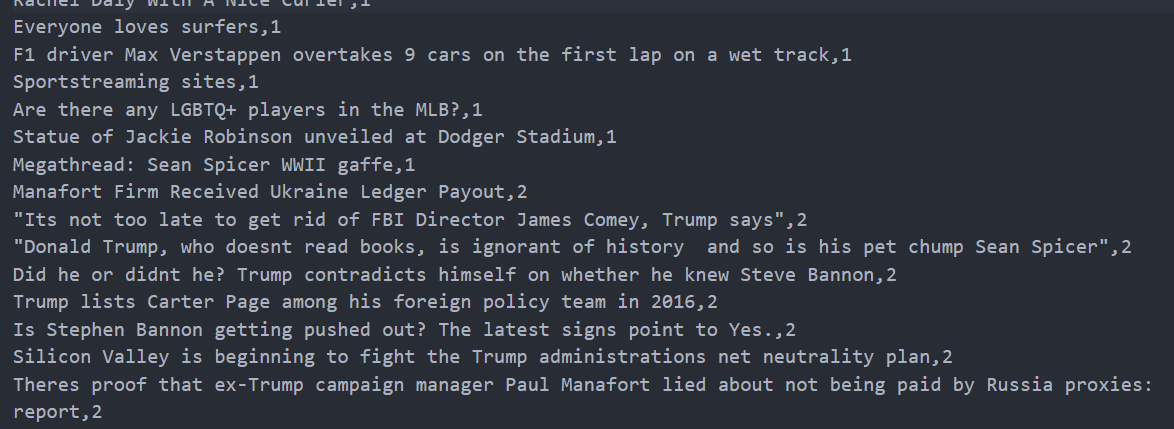 Rachel Daly With A Nice Curler,1
Everyone loves surfers,1
F1 driver Max Verstappen overtakes 9 cars on the first lap on a wet track,1
Sportstreaming sites,1
Are there any LGBTQ+ players in the MLB?,1
Statue of Jackie Robinson unveiled at Dodger Stadium,1
Megathread: Sean Spicer WWII gaffe,1
Manafort Firm Received Ukraine Ledger Payout,2
"Its not too late to get rid of FBI Director James Comey, Trump says",2
"Donald Trump, who doesnt read books, is ignorant of history  and so is his pet chump Sean Spicer",2
Did he or didnt he? Trump contradicts himself on whether he knew Steve Bannon,2
Trump lists Carter Page among his foreign policy team in 2016,2
Is Stephen Bannon getting pushed out? The latest signs point to Yes.,2
Silicon Valley is beginning to fight the Trump administrations net neutrality plan,2
Theres proof that ex-Trump campaign manager Paul Manafort lied about not being paid by Russia proxies:
report,2